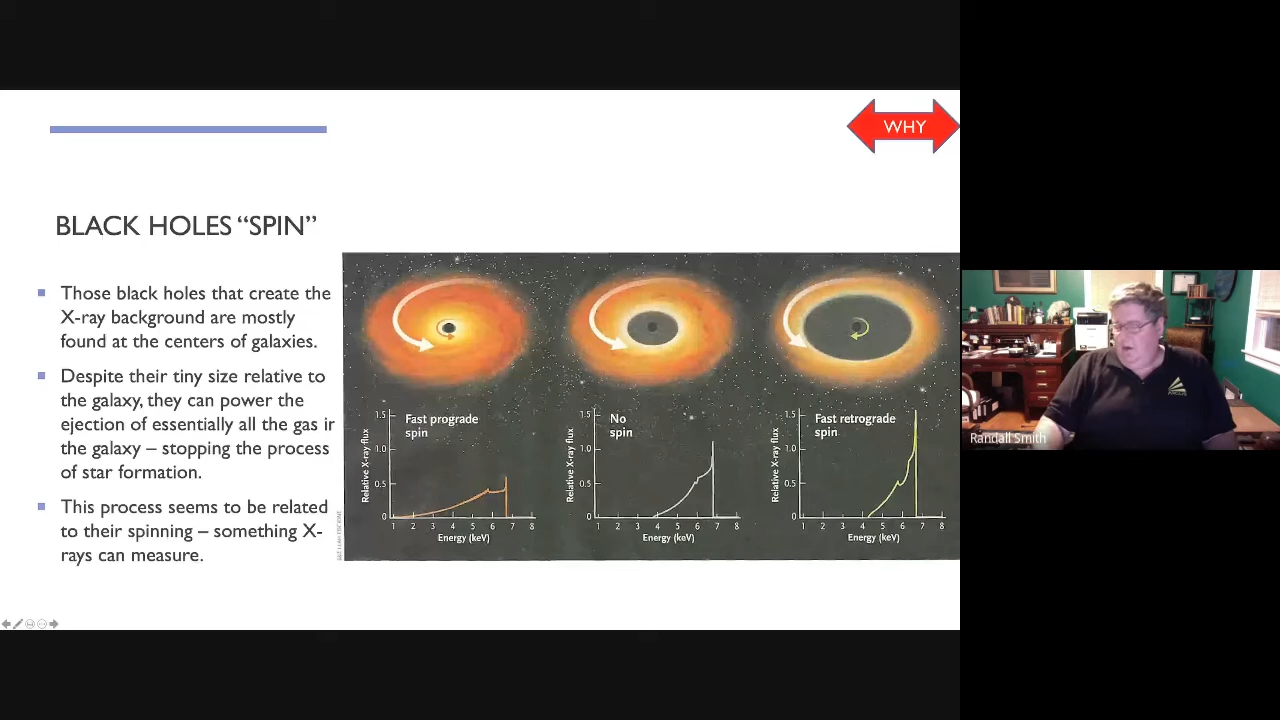 WHY
BLACK HOLES “SPIN”
Those black holes that create the
X-ray background are mostly
found at the centers of galaxies.
Despite their tiny size relative to
the galaxy, they can power the
ejection of essentially all the gas ir
the galaxy – stopping the process
of star formation.
This process seems to be related
to their spinning – something X-
rays can measure.
Fast prograde
spin
Relative X-ray flux
1.5
1.0
0.5
0
1 2 3 4 5 6 7 8
Energy (keV)
No
spin
Relative X-ray flux
1.5
1.0
0.5
0
1 2 3 4 5 6 7 8
Energy (keV)
Fast retrograde
spin
Relative X-ray flux
1.5
1.0
0.5
0
1 2 3 4 5 6 7 8
Energy (keV)
Randall Smith